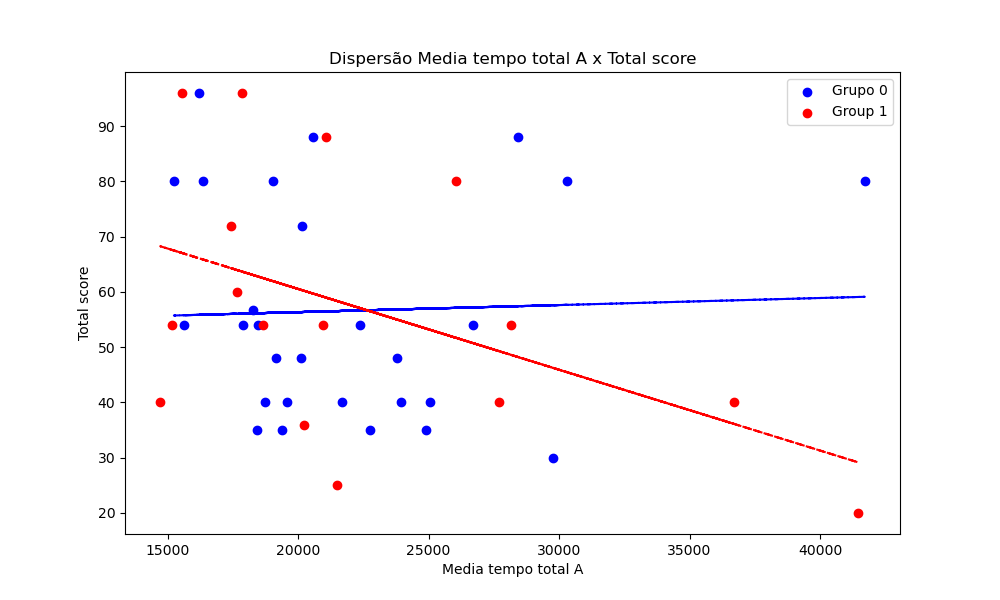 Dispersão Media tempo total A x Total score
Grupo 0
Group 1
Total score
90
80
70
60
50
40
30
20
15000
20000
25000
30000
35000
40000
Media tempo total A